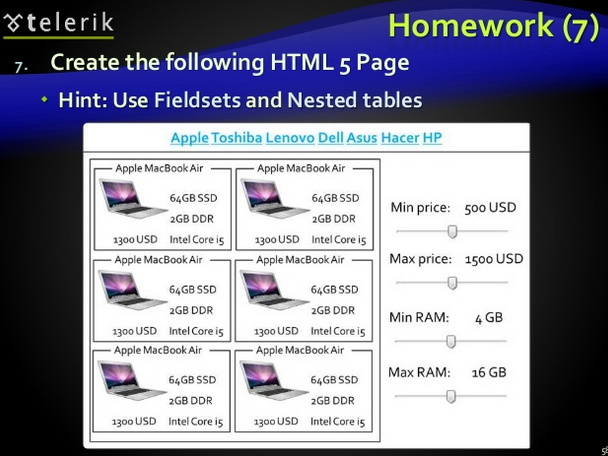 telerik
Homework (7)
7. Create the following HTML 5 Page
Hint: Use Fieldsets and Nested tables
Apple Toshiba Lenovo Dell Asus Hacer HP
Apple MacBook Air Apple MacBook Air
64GB SSD 64GB SSD
2GB DDR 2GB DDR
1300 USD Intel Core i5 1300 USD Intel Core i5
Apple MacBook Air Apple MacBook Air
64GB SSD 64GB SSD
2GB DDR 2GB DDR
1300 USD Intel Core i5 1300 USD Intel Core i5
Apple MacBook Air Apple MacBook Air
64GB SSD 64GB SSD
2GB DDR 2GB DDR
1300 USD Intel Core i5 1300 USD Intel Core i5
Min price: 500 USD
Max price: 1500 USD
Min RAM: 4 GB
Max RAM: 16 GB